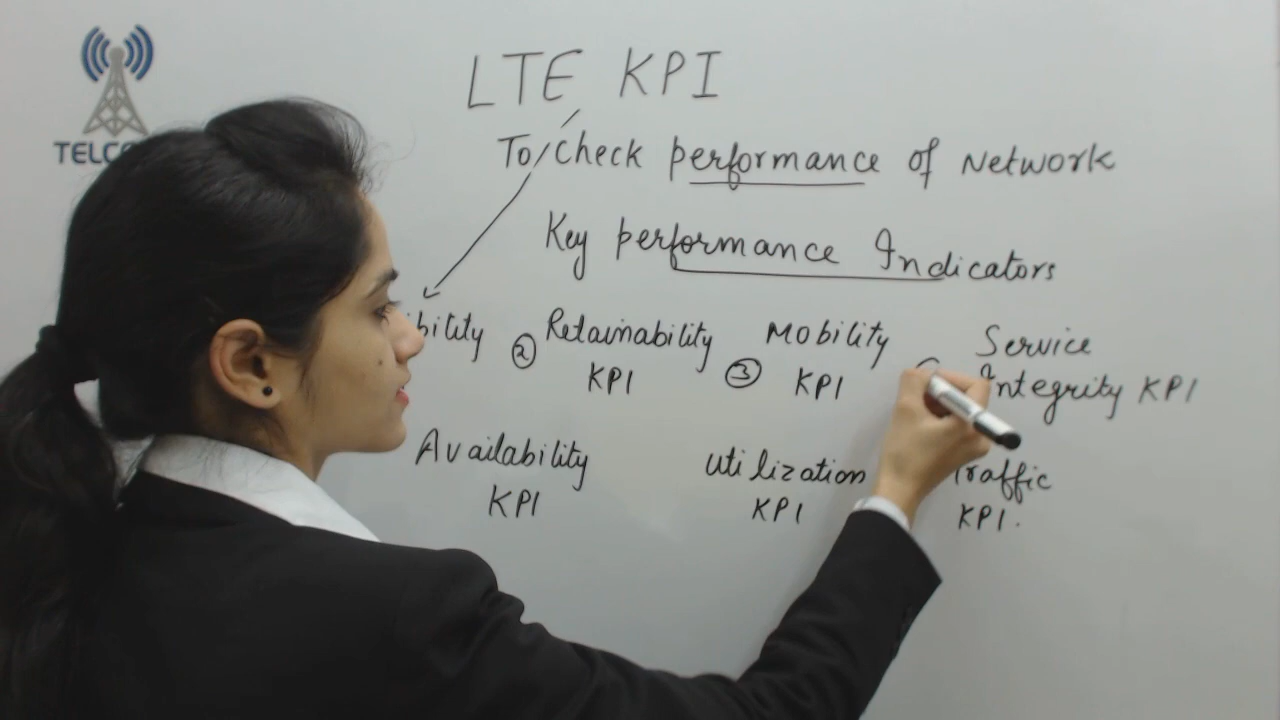 TELCO
LTE KPI
To Check performance of Network
Key performance Indicators
bility ② Retainability ③ Mobility Service
KPI KPI Integrity KPI
Availability Utilization Traffic
KPI KPI KPI.